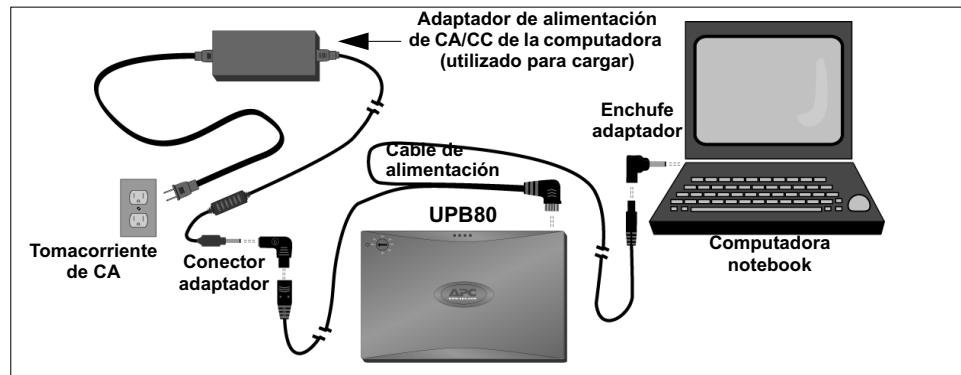 Adaptador de alimentación
de CA/CC de la computadora
(utilizado para cargar)
Enchufe
adaptador
Cable de
alimentación
UPB80
Tomacorriente
de CA
Conector
adaptador
Computadora
notebook
APC